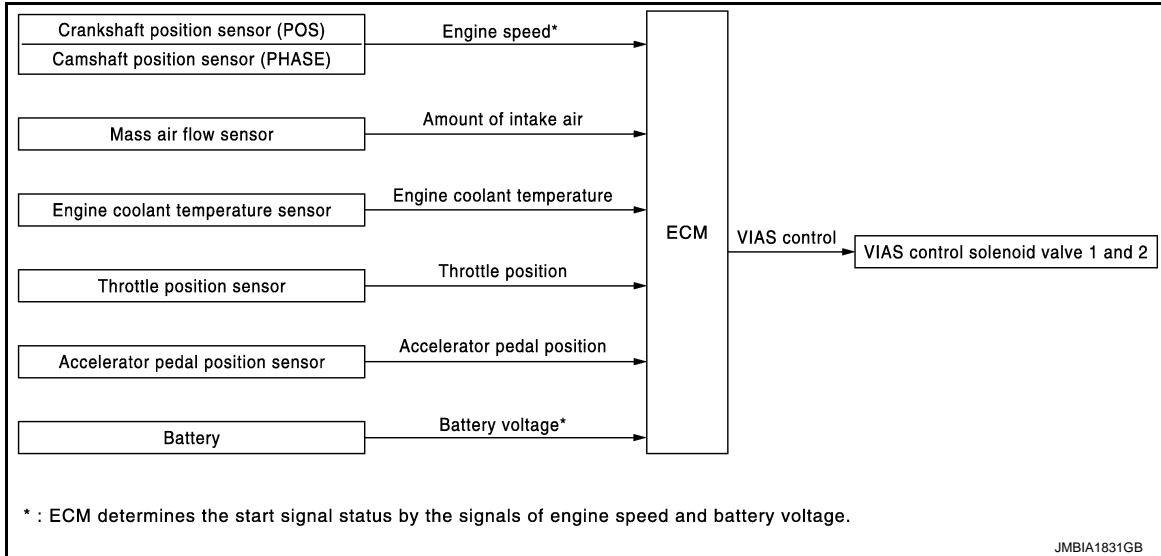 Crankshaft position sensor (POS)
Engine speed*
Camshaft position sensor (PHASE)
Mass air flow sensor
Amount of intake air
Engine coolant temperature sensor
Engine coolant temperature
ECM
VIAS control
VIAS control solenoid valve 1 and 2
Throttle position sensor
Throttle position
Accelerator pedal position sensor
Accelerator pedal position
Battery
Battery voltage*
* : ECM determines the start signal status by the signals of engine speed and battery voltage.
JMBIA1831GB